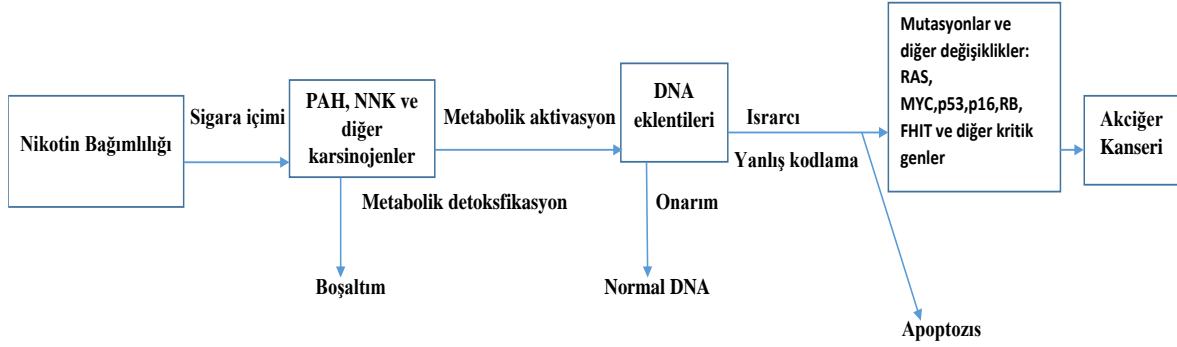 Nikotin Bağımlılığı
Sigara içimi
PAH, NNK ve
diğer
karsinojenler
Metabolik aktivasyon
Metabolik detoksfikasyon
Boşaltım
DNA
eklentileri
Onarım
Normal DNA
Israrcı
Yanlış kodlama
Apoptozıs
Mutasyonlar ve
diğer değişiklikler:
RAS,
MYC,p53,p16,RB,
FHIT ve diğer kritik
genler
Akciğer
Kanseri